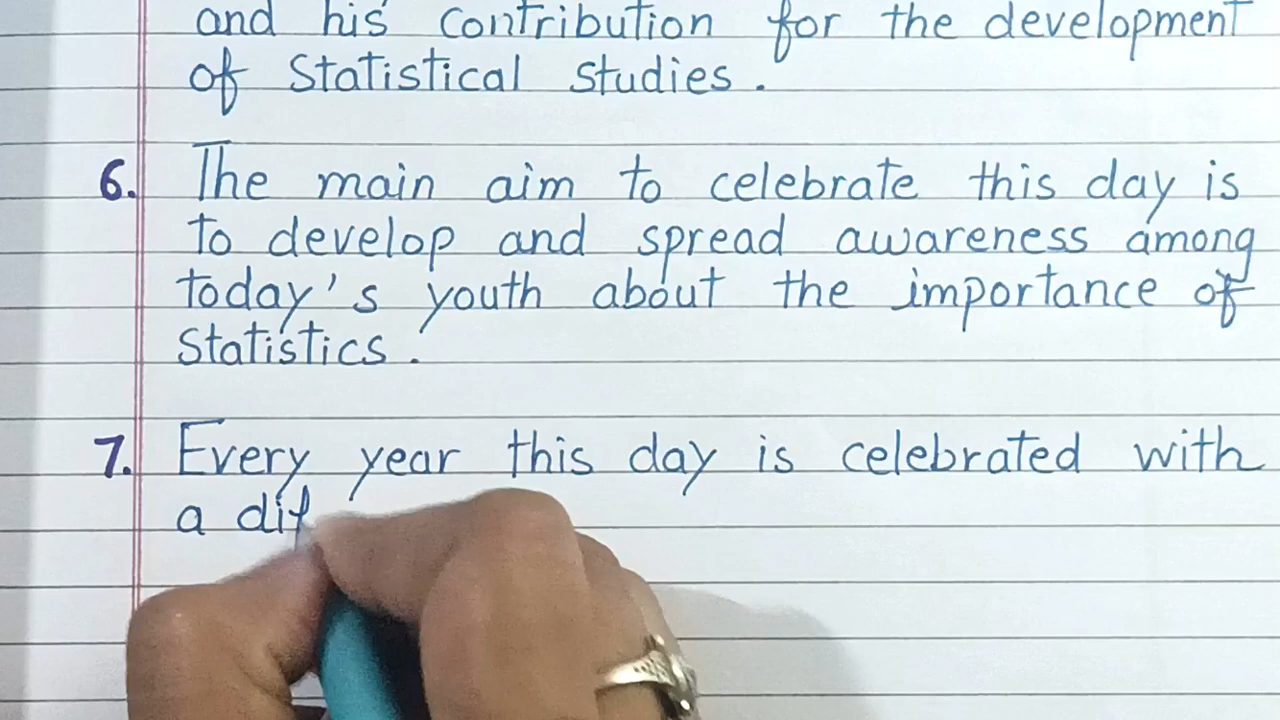 and his contribution for the development
of Statistical Studies.
6. The main aim to celebrate this day is
to develop and spread awareness among
today's youth about the importance of
Statistics.
7. Every year this day is celebrated with
a dif